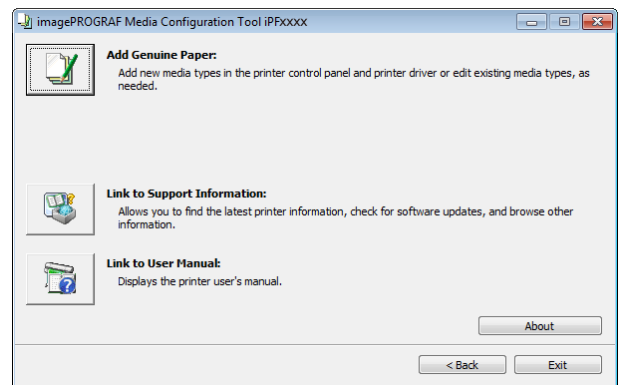 imagePROGRAF Media Configuration Tool iPFxxxx
Add Genuine Paper:
Add new media types in the printer control panel and printer driver or edit existing media types, as
needed.
Link to Support Information:
Allows you to find the latest printer information, check for software updates, and browse other
information.
Link to User Manual:
Displays the printer user's manual.
About
< Back
Exit